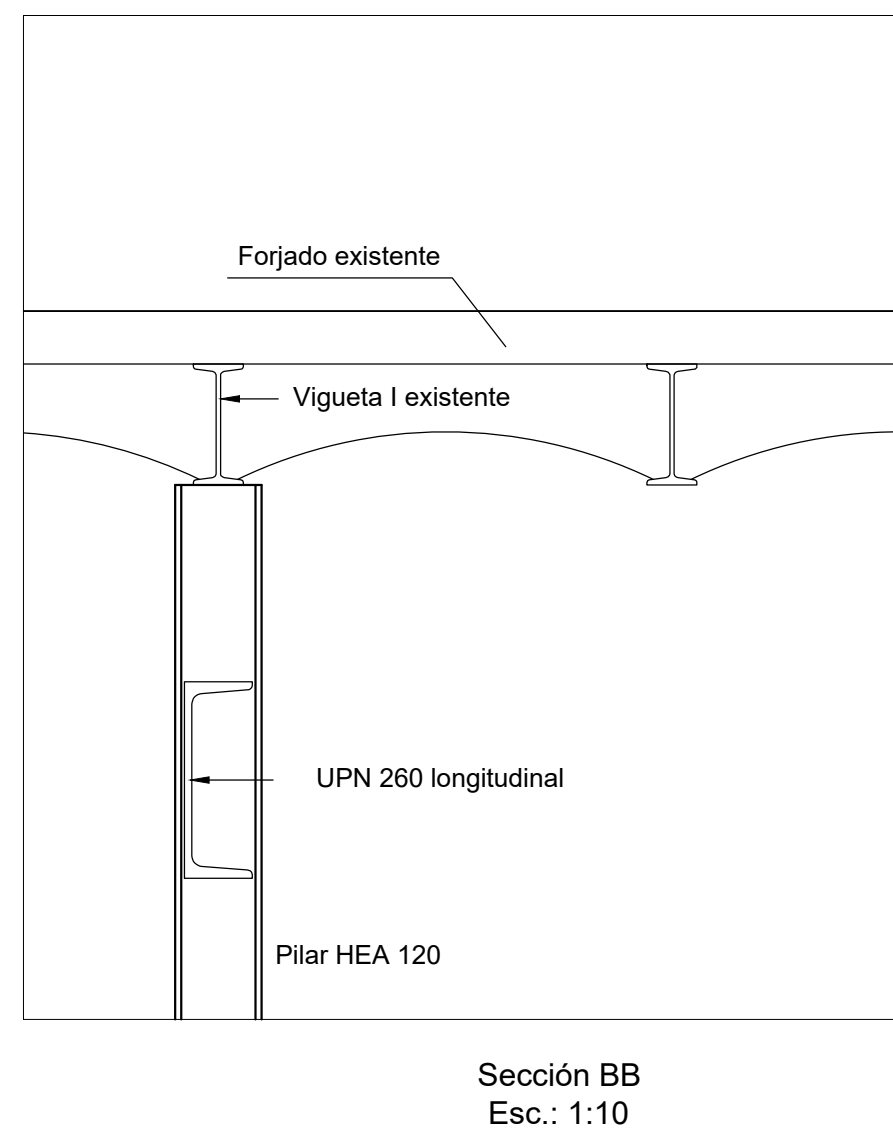 Forjado existente
Vigueta I existente
UPN 260 longitudinal
Pilar HEA 120
Sección BB
Esc.: 1:10